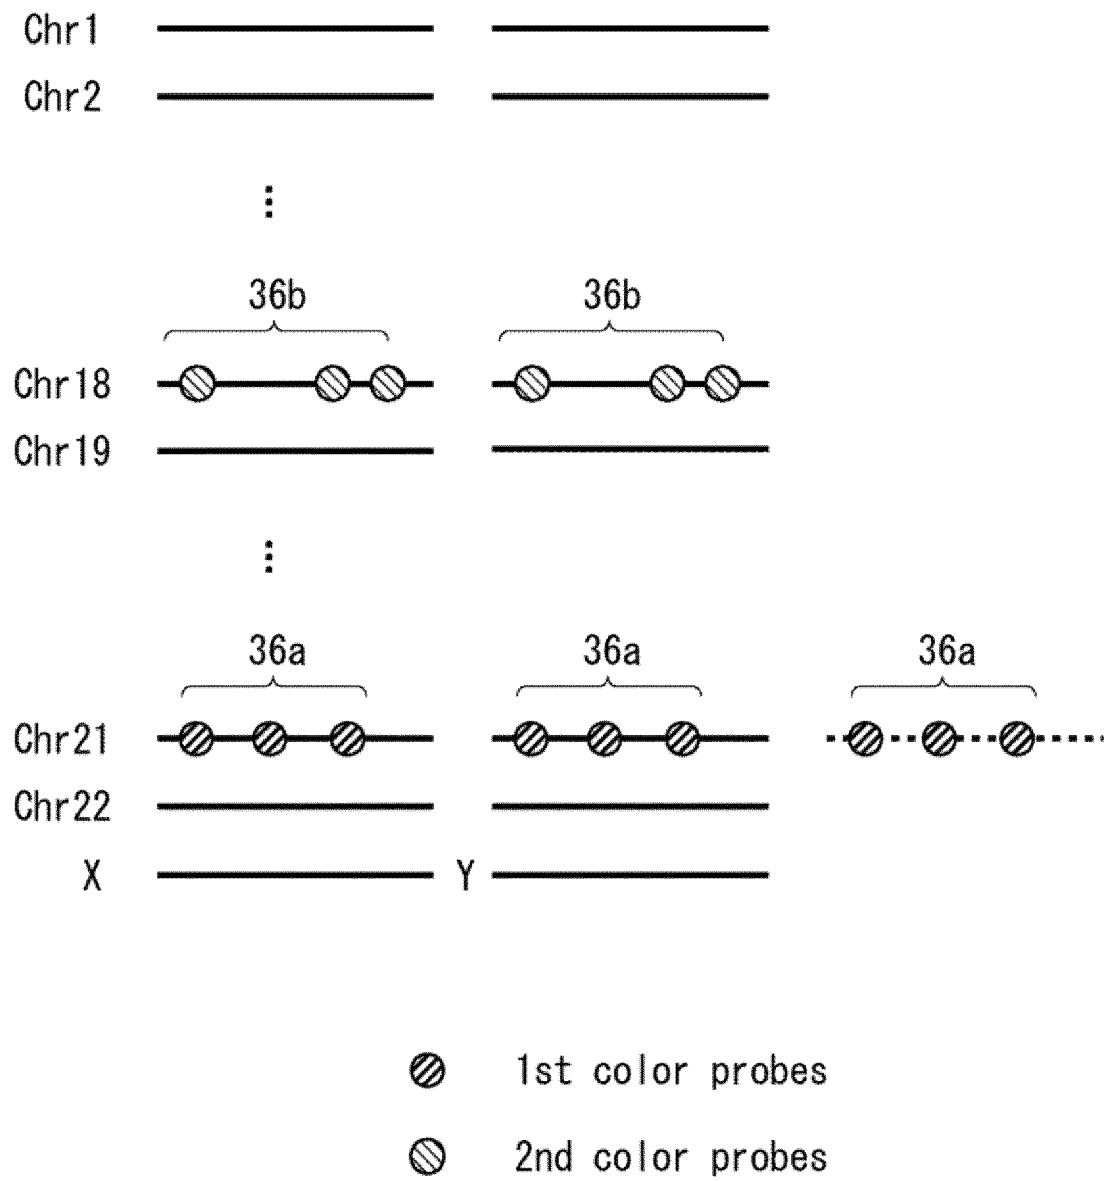 Chr1
Chr2
36b 36b
Chr18
Chr19
36a 36a 36a
Chr21
Chr22
X Y
1st color probes
2nd color probes